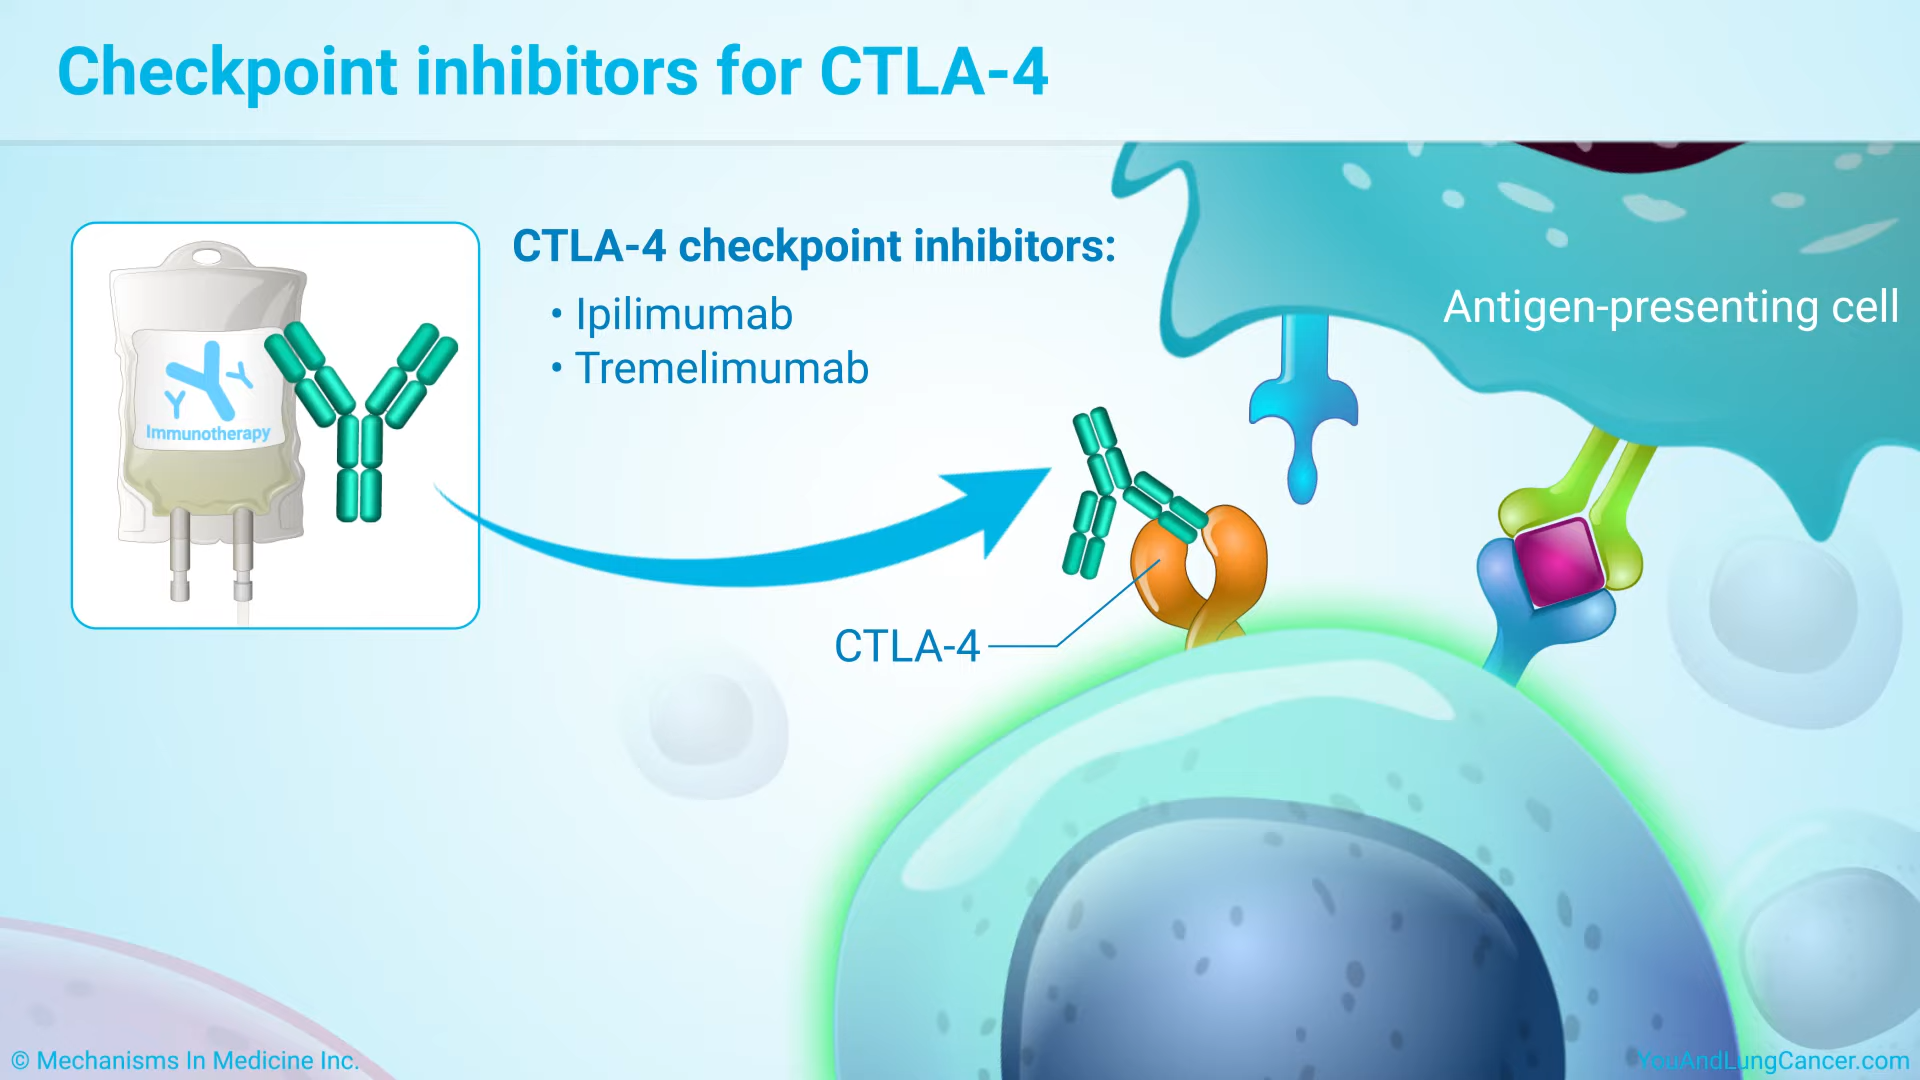 Checkpoint inhibitors for CTLA-4
CTLA-4 checkpoint inhibitors:
• Ipilimumab
• Tremelimumab
Antigen-presenting cell
Immunotherapy
CTLA-4
© Mechanisms In Medicine Inc.
YouAndLungCancer.com